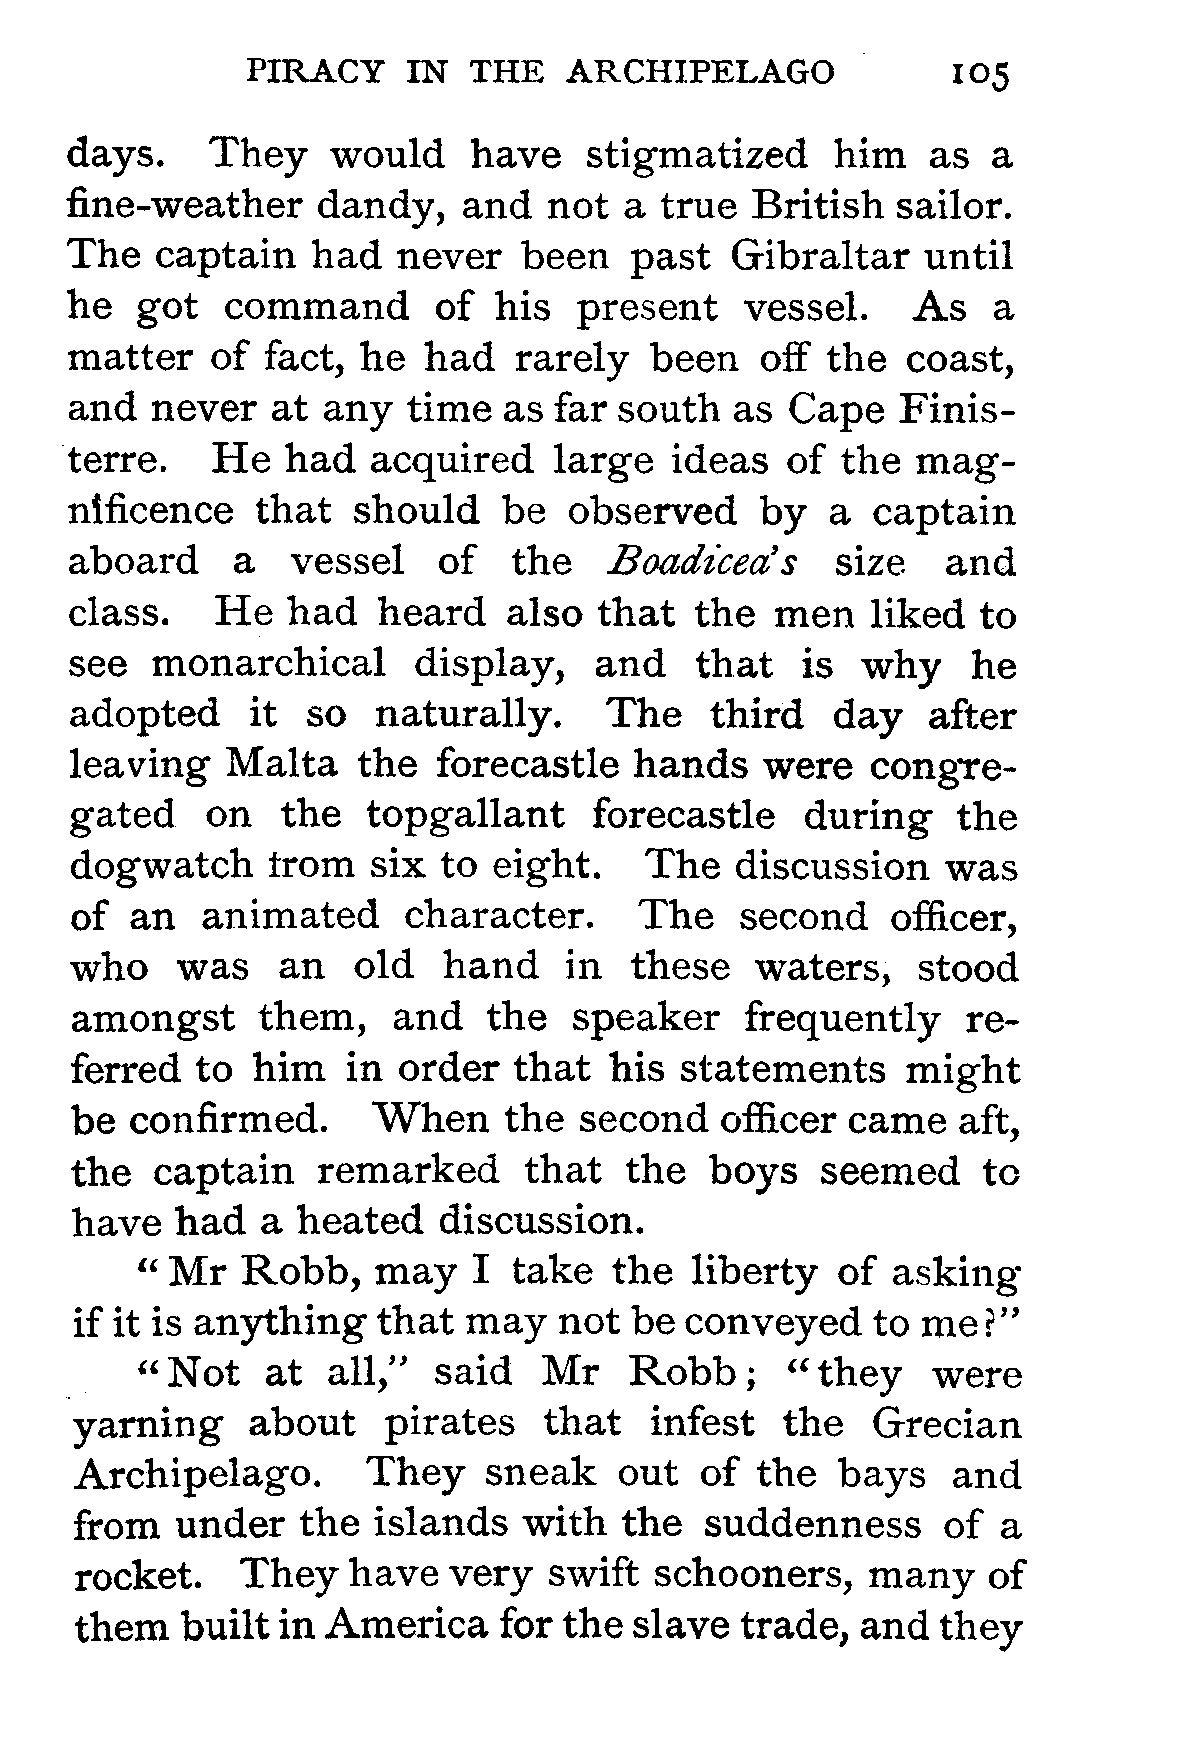 PIRACY IN THE ARCHIPELAGO 105
days. They would have stigmatized him as a
fine-weather dandy, and not a true British sailor.
The captain had never been past Gibraltar until
he got command of his present vessel. As a
matter of fact, he had rarely been off the coast,
and never at any time as far south as Cape Finis-
terre. He had acquired large ideas of the mag-
nificence that should be observed by a captain
aboard a vessel of the Boadicea's size and
class. He had heard also that the men liked to
see monarchical display, and that is why he
adopted it so naturally. The third day after
leaving Malta the forecastle hands were congre-
gated on the topgallant forecastle during the
dogwatch from six to eight. The discussion was
of an animated character. The second officer,
who was an old hand in these waters, stood
amongst them, and the speaker frequently re-
ferred to him in order that his statements might
be confirmed. When the second officer came aft,
the captain remarked that the boys seemed to
have had a heated discussion.
“Mr Robb, may I take the liberty of asking
if it is anything that may not be conveyed to me?”
“Not at all,” said Mr Robb; “they were
yarning about pirates that infest the Grecian
Archipelago. They sneak out of the bays and
from under the islands with the suddenness of a
rocket. They have very swift schooners, many of
them built in America for the slave trade, and they